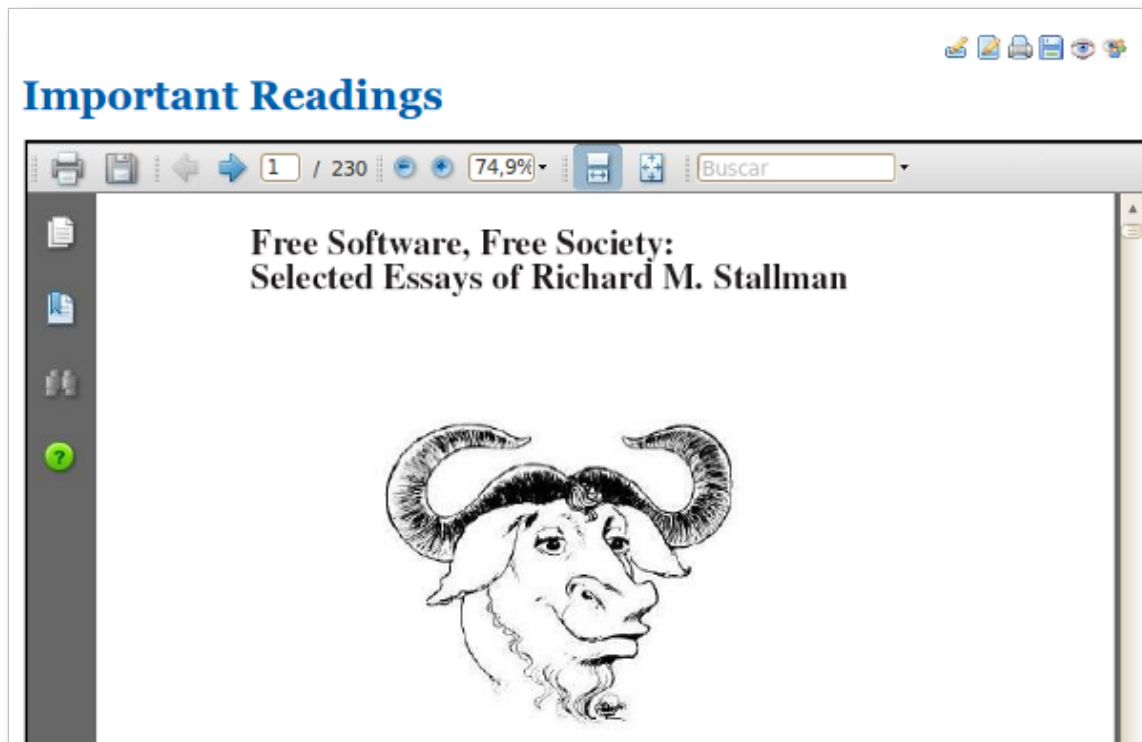 Important Readings
1 / 230 74,9% Buscar
Free Software, Free Society:
Selected Essays of Richard M. Stallman
?